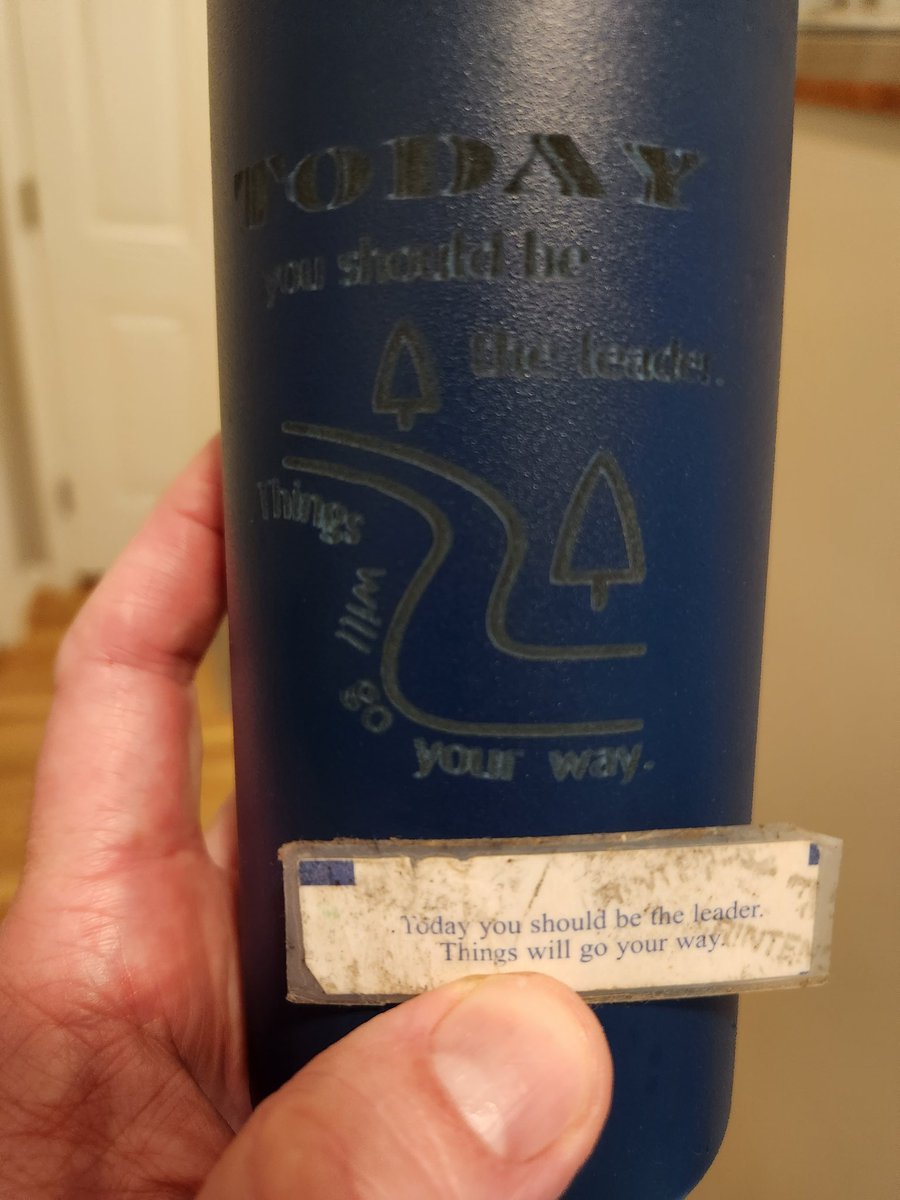 TODAY
you should be
the leader.
Things
will
go
your way.
Today you should be the leader.
Things will go your way.